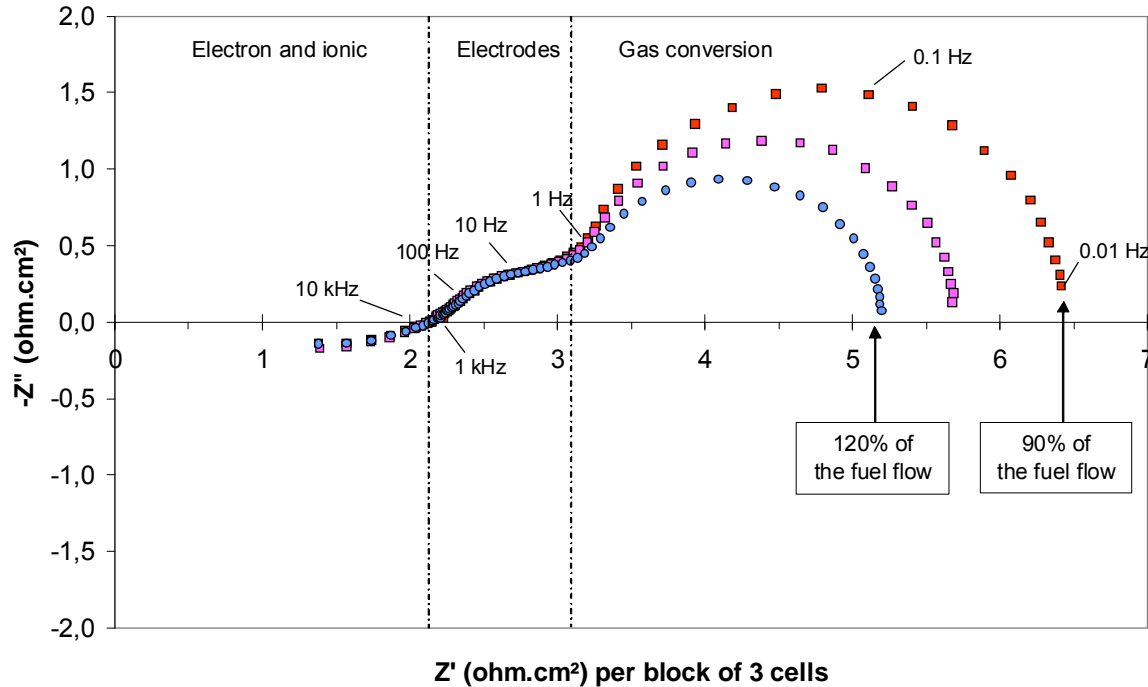 2,0
Electron and ionic
Electrodes
Gas conversion
0.1 Hz
1,5
1,0
1 Hz
10 Hz
0,5
100 Hz
0.01 Hz
10 kHz
0,0
0 1 2 3 4 5 6 7
1 kHz
-0,5
120% of
the fuel flow
90% of
the fuel flow
-1,0
-1,5
-2,0
-Z" (ohm.cm²)
Z' (ohm.cm²) per block of 3 cells